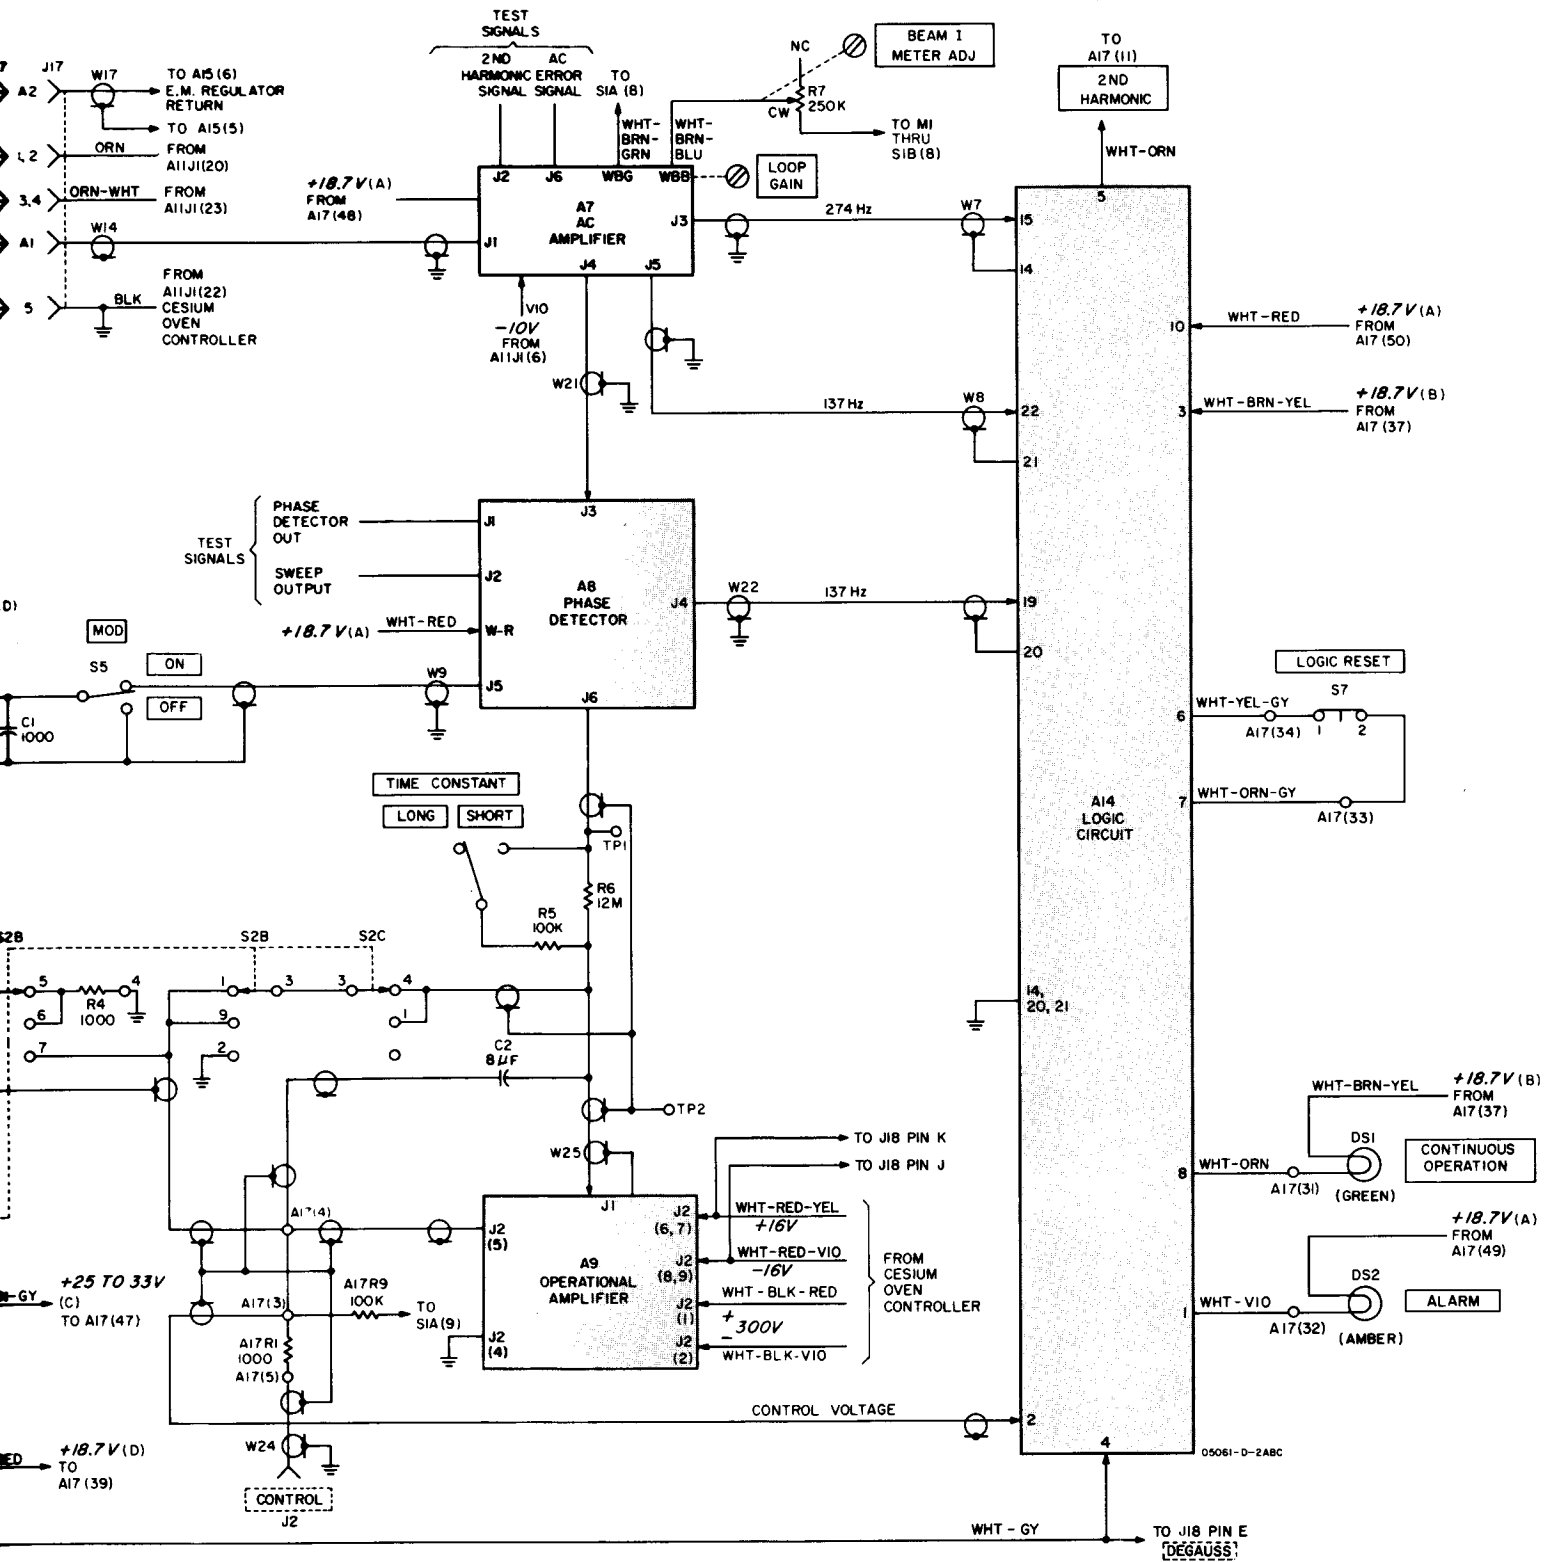 TEST
SIGNALS
2ND
HARMONIC
SIGNAL
AC
ERROR
SIGNAL
TO
S1A (8)
NC
BEAM I
METER ADJ
R7
250K
CW
TO M1
THRU
S1B (8)
WHT-
BRN-
GRN
WHT-
BRN-
BLU
LOOP
GAIN
TO
A17 (11)
2ND
HARMONIC
WHT-ORN
J17
A2
W17
TO A15 (6)
E.M. REGULATOR
RETURN
TO A15 (5)
1, 2
ORN
FROM
A11J1 (20)
3,4
ORN-WHT
FROM
A11J1 (23)
A1
W14
5
BLK
FROM
A11J1 (22)
CESIUM
OVEN
CONTROLLER
+18.7 V (A)
FROM
A17 (48)
J2
J6
WBG
WBB
A7
AC
AMPLIFIER
J1
J3
J4
J5
V10
-10V
FROM
A11J1 (6)
W21
274 Hz
W7
15
14
137 Hz
W8
22
21
5
10
WHT-RED
+18.7 V (A)
FROM
A17 (50)
3
WHT-BRN-YEL
+18.7 V (B)
FROM
A17 (37)
TEST
SIGNALS
PHASE
DETECTOR
OUT
SWEEP
OUTPUT
J1
J2
J3
A8
PHASE
DETECTOR
J4
+18.7 V (A)
WHT-RED
W-R
J5
J6
W9
W22
137 Hz
19
20
D)
MOD
S5
ON
OFF
C1
1000
LOGIC RESET
S7
6
WHT-YEL-GY
A17 (34)
1
2
7
WHT-ORN-GY
A17 (33)
A14
LOGIC
CIRCUIT
TIME CONSTANT
LONG
SHORT
TP1
R6
12M
R5
100K
S2B
S2B
S2C
5
R4
1000
4
6
7
1
9
2
3
3
4
1
C2
8µF
14,
20, 21
TP2
W25
TO J18 PIN K
TO J18 PIN J
J1
J2
(5)
A9
OPERATIONAL
AMPLIFIER
J2
(4)
J2
(6, 7)
WHT-RED-YEL
+16V
J2
(8,9)
WHT-RED-VIO
-16V
J2
(1)
WHT-BLK-RED
+
-
300V
J2
(2)
WHT-BLK-VIO
FROM
CESIUM
OVEN
CONTROLLER
A17 (4)
A17 (3)
A17R9
100K
TO
S1A (9)
A17R1
1000
A17 (5)
-GY
+25 TO 33V
(C)
TO A17 (47)
8
WHT-ORN
A17 (31)
DS1
(GREEN)
WHT-BRN-YEL
+18.7 V (B)
FROM
A17 (37)
CONTINUOUS
OPERATION
1
WHT-VIO
A17 (32)
DS2
(AMBER)
+18.7 V (A)
FROM
A17 (49)
ALARM
CONTROL VOLTAGE
2
4
05061-D-2ABC
ED
+18.7 V (D)
TO
A17 (39)
W24
CONTROL
J2
WHT - GY
TO J18 PIN E
DEGAUSS